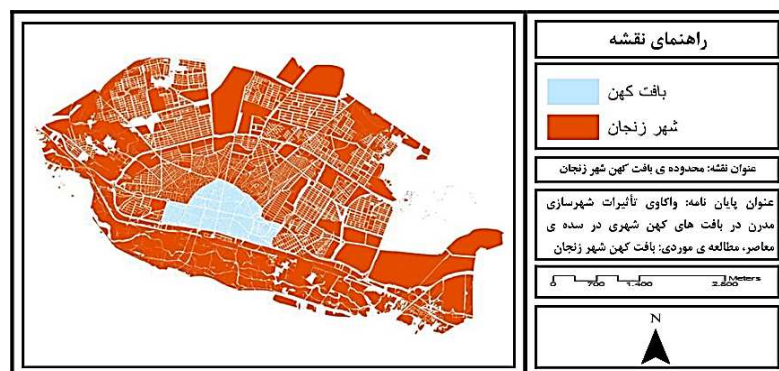 راهنمای نقشه
بافت کهن
شهر زنجان
عنوان نقشه: محدوده ی بافت کهن شهر زنجان
عنوان پایان نامه: واکاوی تأثیرات شهرسازی
مدرن در بافت های کهن شهری در سده ی
معاصر، مطالعه ی موردی: بافت کهن شهر زنجان
Meters
0 700 1.400 2.800
N